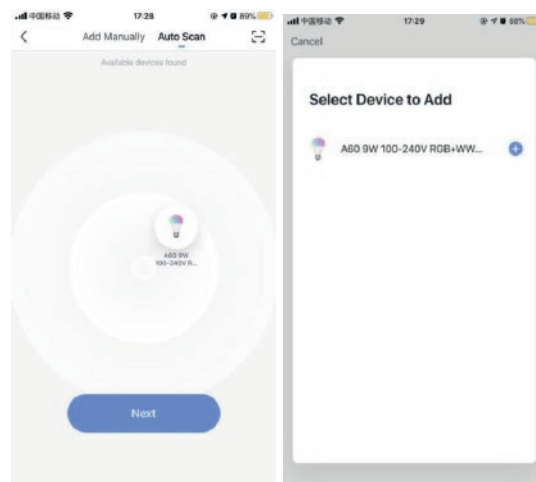 中国移动 17:28 89%
Add Manually Auto Scan
Available devices found
A60 9W
100-240V R...
Next
中国移动 17:29 88%
Cancel
Select Device to Add
A60 9W 100-240V RGB+WW...